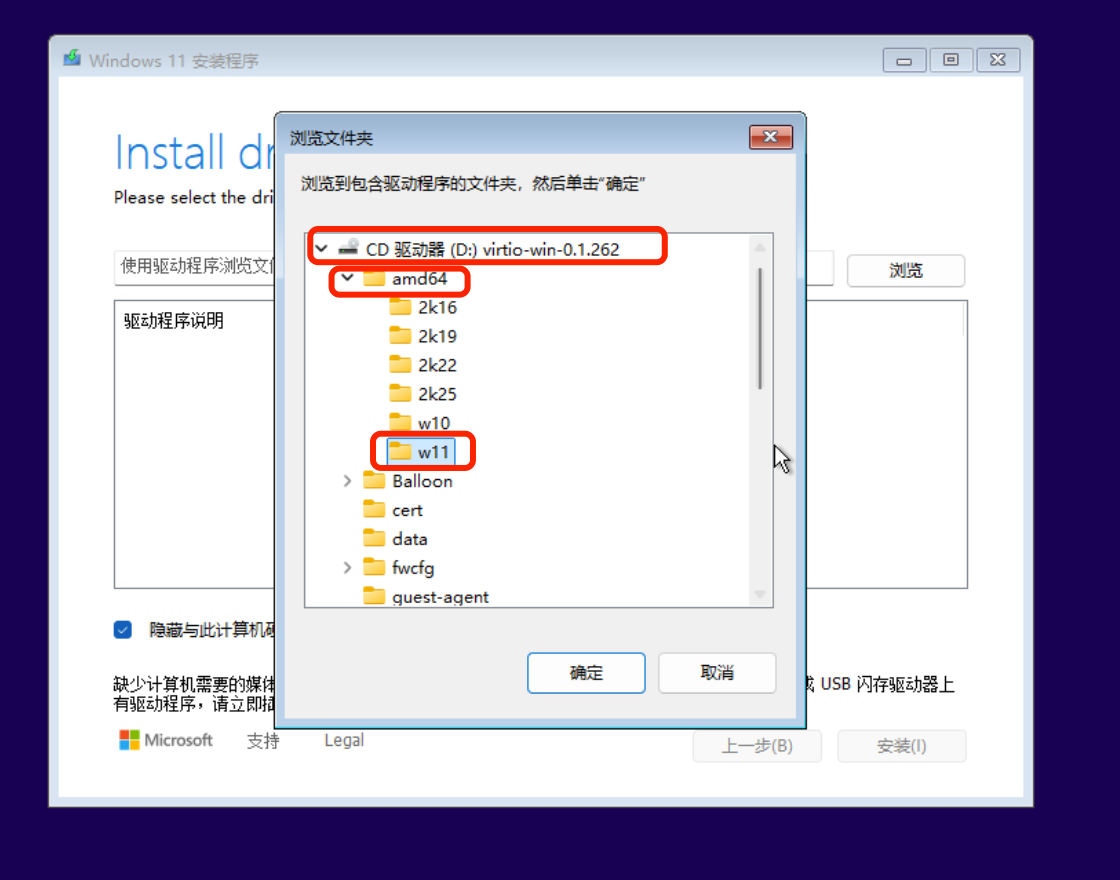 Windows 11 安装程序
Install dr
Please select the dri
使用驱动程序浏览文件
浏览
驱动程序说明
浏览文件夹
浏览到包含驱动程序的文件夹，然后单击“确定”
CD 驱动器 (D:) virtio-win-0.1.262
amd64
2k16
2k19
2k22
2k25
w10
w11
Balloon
cert
data
fwcfg
guest-agent
确定
取消
隐藏与此计算机硬
缺少计算机需要的媒体
USB 闪存驱动器上
有驱动程序，请立即插
Microsoft
支持
Legal
上一步(B)
安装(I)